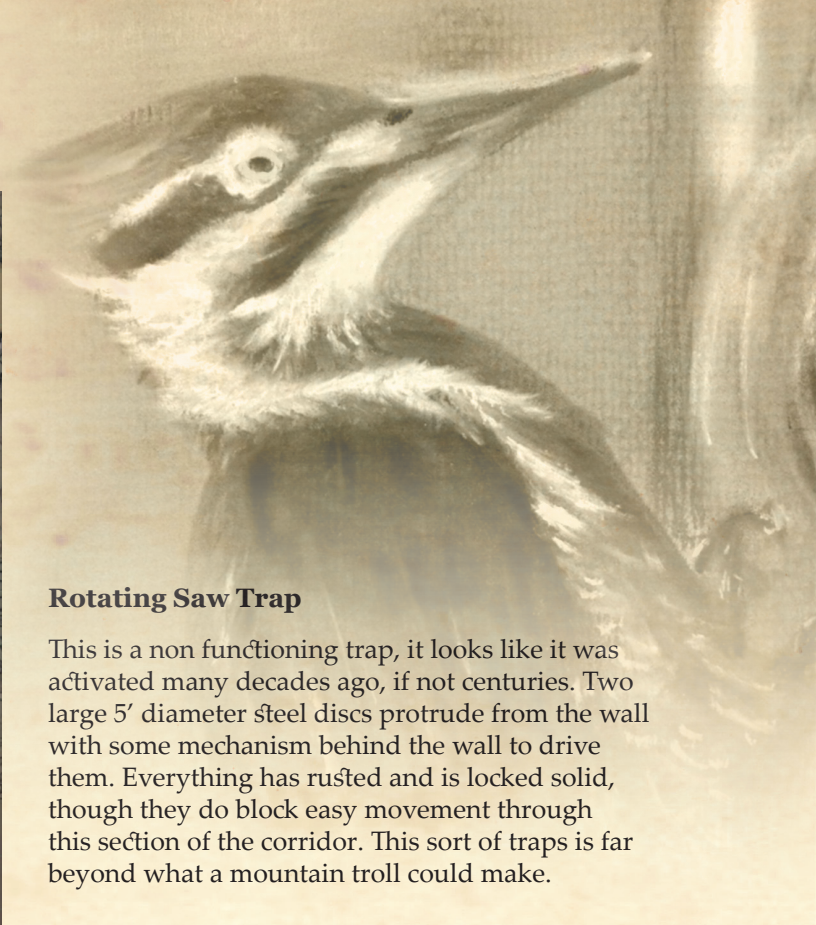 Rotating Saw Trap
This is a non functioning trap, it looks like it was
activated many decades ago, if not centuries. Two
large 5’ diameter steel discs protrude from the wall
with some mechanism behind the wall to drive
them. Everything has rusted and is locked solid,
though they do block easy movement through
this section of the corridor. This sort of traps is far
beyond what a mountain troll could make.